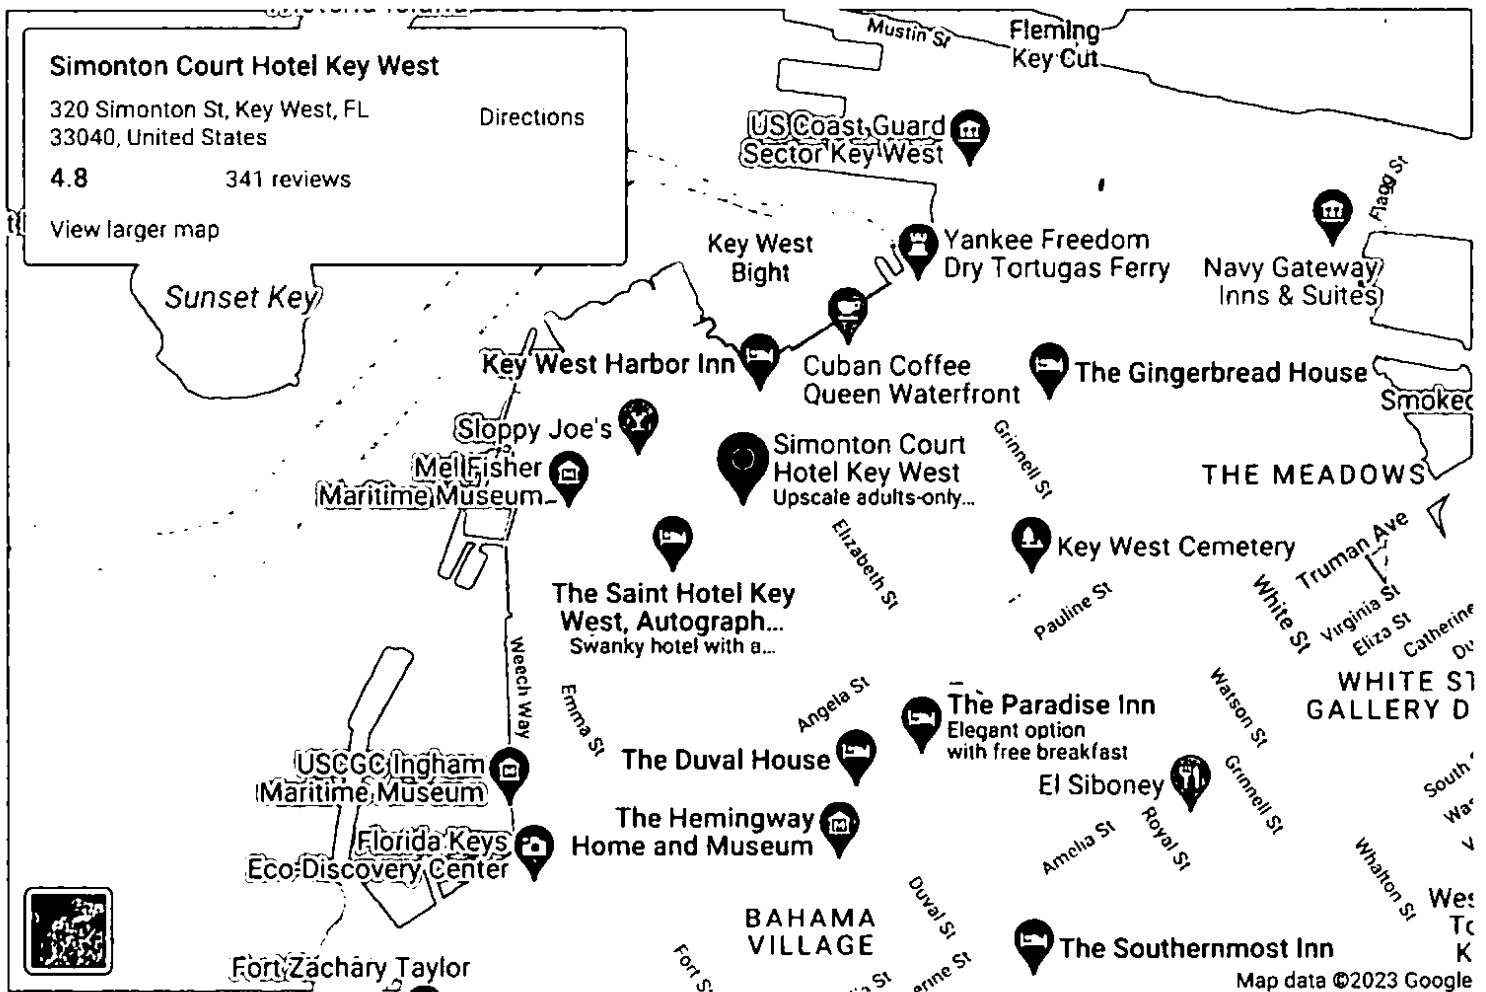 Simonton Court Hotel Key West
320 Simonton St, Key West, FL
33040, United States
Directions
4.8
341 reviews
View larger map
Mustin St
Fleming
Key Cut
US Coast Guard
Sector Key West
Flagg St
Key West
Bight
Yankee Freedom
Dry Tortugas Ferry
Navy Gateway
Inns & Suites
Sunset Key
Key West Harbor Inn
Cuban Coffee
Queen Waterfront
The Gingerbread House
Smoked
Sloppy Joe's
Simonton Court
Hotel Key West
Upscale adults-only...
Grinnell St
Mel Fisher
Maritime Museum
THE MEADOWS
Elizabeth St
Key West Cemetery
Truman Ave
The Saint Hotel Key
West, Autograph...
Swanky hotel with a...
Pauline St
White St
Virginia St
Eliza St
Catherine
Weech Way
Emma St
Angela St
The Paradise Inn
Elegant option
with free breakfast
Watson St
WHITE ST
GALLERY D
The Duval House
USCGC Ingham
Maritime Museum
El Siboney
Grinnell St
South
The Hemingway
Home and Museum
Amelia St
Royal St
Florida Keys
Eco-Discovery Center
Whalton St
Duval St
BAHAMA
VILLAGE
The Southernmost Inn
Fort Zachary Taylor
Map data ©2023 Google